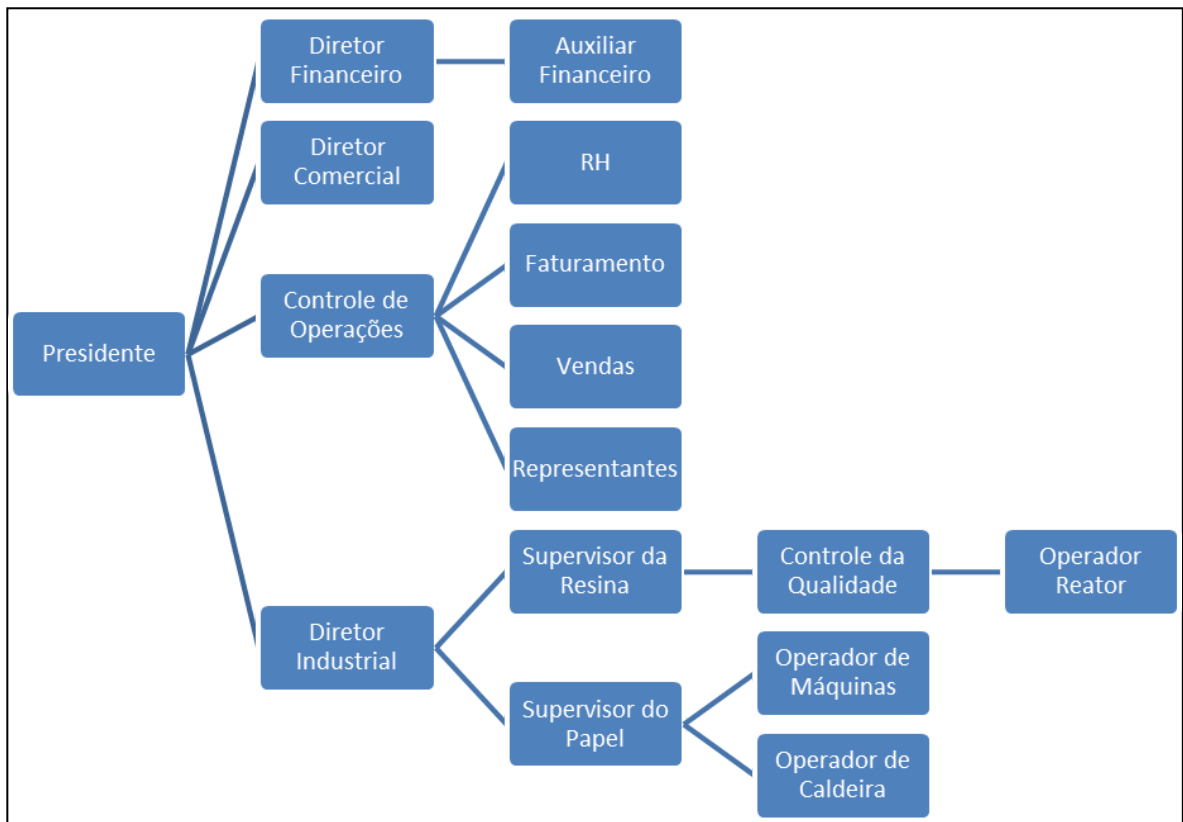 Diretor
Financeiro
Auxiliar
Financeiro
Diretor
Comercial
RH
Faturamento
Controle de
Operações
Presidente
Vendas
Representantes
Supervisor da
Resina
Controle da
Qualidade
Operador
Reator
Diretor
Industrial
Operador de
Máquinas
Supervisor do
Papel
Operador de
Caldeira